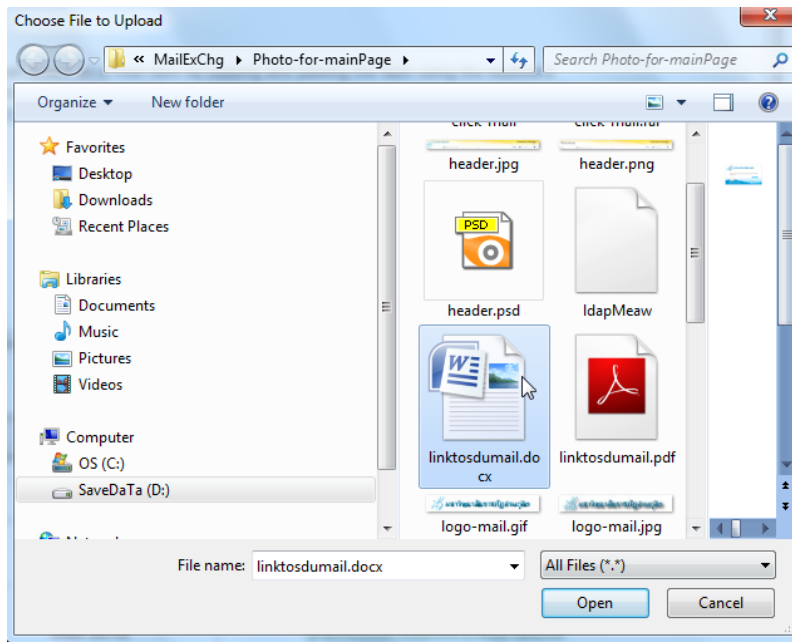 Choose File to Upload
« MailExChg ▸ Photo-for-mainPage ▸
Search Photo-for-mainPage
Organize
New folder
Favorites
Desktop
Downloads
Recent Places
Libraries
Documents
Music
Pictures
Videos
Computer
OS (C:)
SaveDaTa (D:)
header.jpg
header.png
PSD
header.psd
ldapMeaw
W
linktosdumail.do
cx
linktosdumail.pdf
logo-mail.gif
logo-mail.jpg
File name:
linktosdumail.docx
All Files (*.*)
Open
Cancel